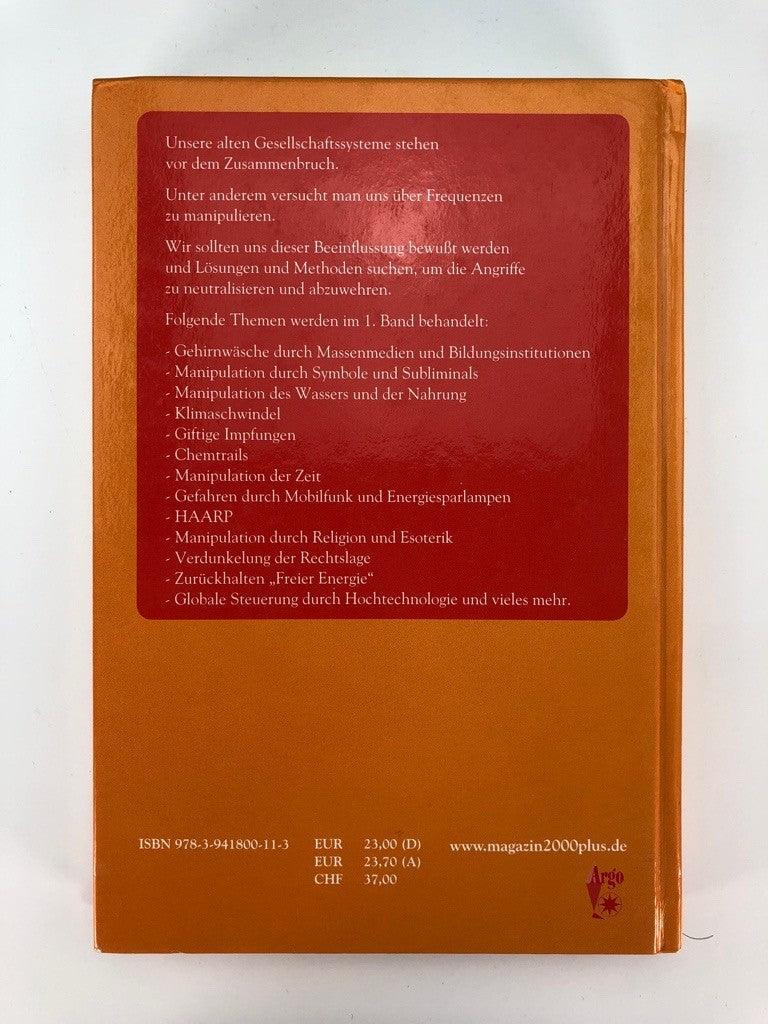 Unsere alten Gesellschaftssysteme stehen
vor dem Zusammenbruch.
Unter anderem versucht man uns über Frequenzen
zu manipulieren.
Wir sollten uns dieser Beeinflussung bewußt werden
und Lösungen und Methoden suchen, um die Angriffe
zu neutralisieren und abzuwehren.
Folgende Themen werden im 1. Band behandelt:
- Gehirnwäsche durch Massenmedien und Bildungsinstitutionen
- Manipulation durch Symbole und Subliminals
- Manipulation des Wassers und der Nahrung
- Klimaschwindel
- Giftige Impfungen
- Chemtrails
- Manipulation der Zeit
- Gefahren durch Mobilfunk und Energiesparlampen
- HAARP
- Manipulation durch Religion und Esoterik
- Verdunkelung der Rechtslage
- Zurückhalten „Freier Energie“
- Globale Steuerung durch Hochtechnologie und vieles mehr.
ISBN 978-3-941800-11-3 EUR 23,00 (D) www.magazin2000plus.de
EUR 23,70 (A)
CHF 37,00
Argo